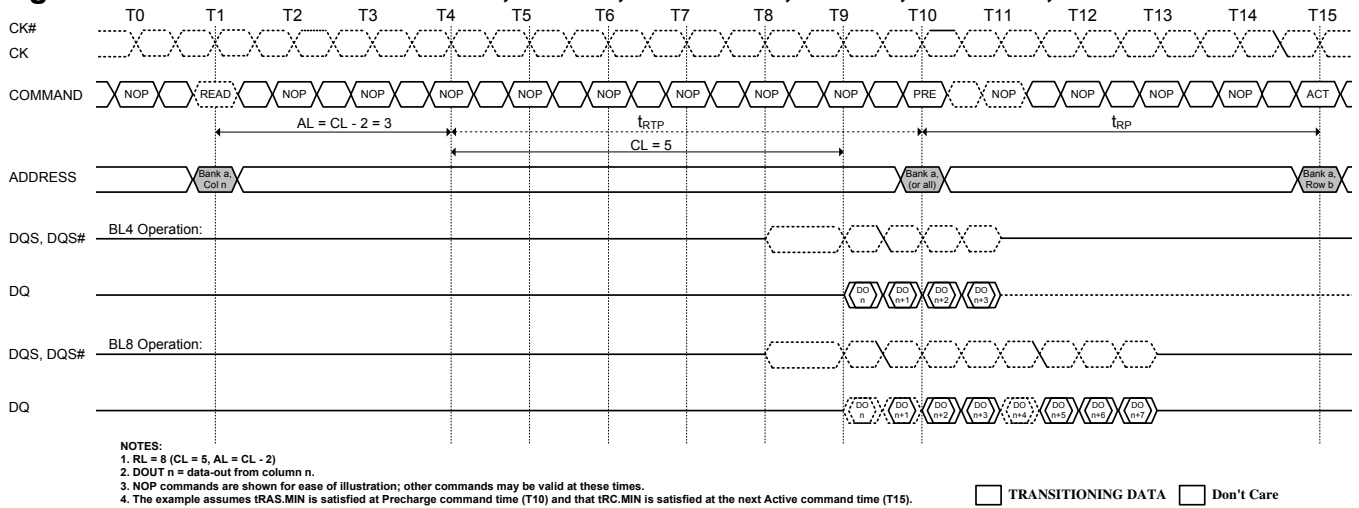 T0 T1 T2 T3 T4 T5 T6 T7 T8 T9 T10 T11 T12 T13 T14 T15
CK#
CK
COMMAND NOP READ NOP NOP NOP NOP NOP NOP NOP NOP PRE NOP NOP NOP NOP ACT
AL = CL - 2 = 3 tRTP tRP
CL = 5
ADDRESS Bank a, Col n Bank a, (or all) Bank a, Row b
BL4 Operation:
DQS, DQS#
DQ DO n DO n+1 DO n+2 DO n+3
BL8 Operation:
DQS, DQS#
DQ DO n DO n+1 DO n+2 DO n+3 DO n+4 DO n+5 DO n+6 DO n+7
NOTES:
1. RL = 8 (CL = 5, AL = CL - 2)
2. DOUT n = data-out from column n.
3. NOP commands are shown for ease of illustration; other commands may be valid at these times.
4. The example assumes tRAS.MIN is satisfied at Precharge command time (T10) and that tRC.MIN is satisfied at the next Active command time (T15).
TRANSITIONING DATA Don't Care